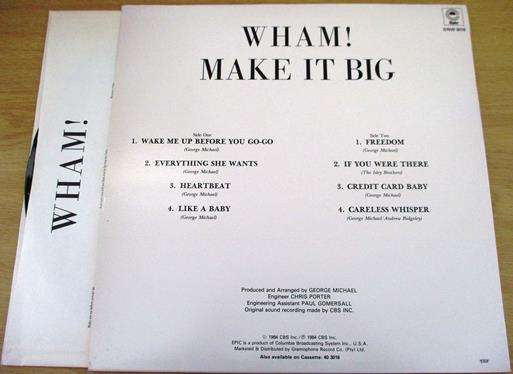 WHAM!
MAKE IT BIG
Side One
1. WAKE ME UP BEFORE YOU GO-GO
(George Michael)
2. EVERYTHING SHE WANTS
(George Michael)
3. HEARTBEAT
(George Michael)
4. LIKE A BABY
(George Michael)
Side Two
1. FREEDOM
(George Michael)
2. IF YOU WERE THERE
(The Isley Brothers)
3. CREDIT CARD BABY
(George Michael)
4. CARELESS WHISPER
(George Michael/Andrew Ridgeley)
Produced and Arranged by GEORGE MICHAEL
Engineer CHRIS PORTER
Engineering Assistant PAUL GOMERSALL
Original sound recording made by CBS INC.
© 1984 CBS Inc./℗ 1984 CBS Inc.
EPIC is a product of Columbia Broadcasting System Inc., U.S.A.
Marketed & Distributed by Gramophone Record Co. (Pty) Ltd.
Also available on Cassette: 40 3016
WHAM!